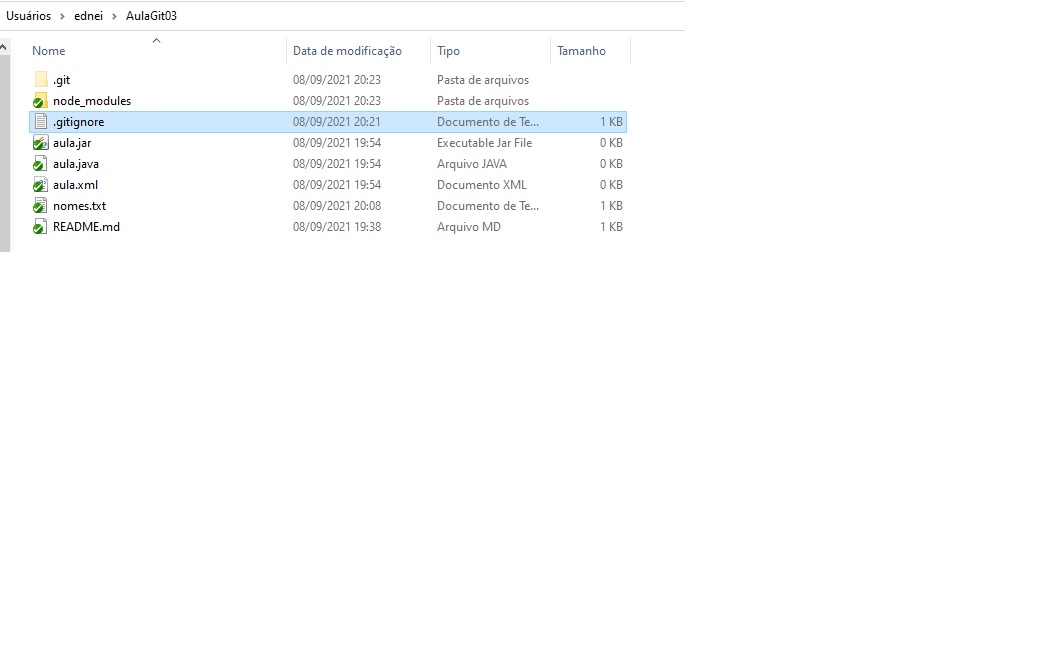 Usuários > ednei > AulaGit03
Nome Data de modificação Tipo Tamanho
.git 08/09/2021 20:23 Pasta de arquivos
node_modules 08/09/2021 20:23 Pasta de arquivos
.gitignore 08/09/2021 20:21 Documento de Te... 1 KB
aula.jar 08/09/2021 19:54 Executable Jar File 0 KB
aula.java 08/09/2021 19:54 Arquivo JAVA 0 KB
aula.xml 08/09/2021 19:54 Documento XML 0 KB
nomes.txt 08/09/2021 20:08 Documento de Te... 1 KB
README.md 08/09/2021 19:38 Arquivo MD 1 KB